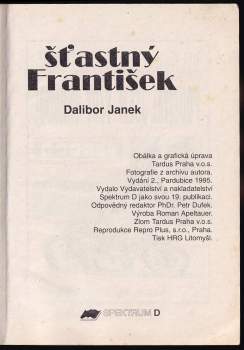 šťastný
František
Dalibor Janek
Obálka a grafická úprava
Tardus Praha v.o.s.
Fotografie z archívu autora.
Vydání 2., Pardubice 1995.
Vydalo Vydavatelství a nakladatelství
Spektrum D jako svou 19. publikaci.
Odpovědný redaktor PhDr. Petr Dufek.
Výroba Roman Apeltauer.
Zlom Tardus Praha v.o.s.
Reprodukce Repro Plus, s.r.o., Praha.
Tisk HRG Litomyšl.
SPEKTRUM D